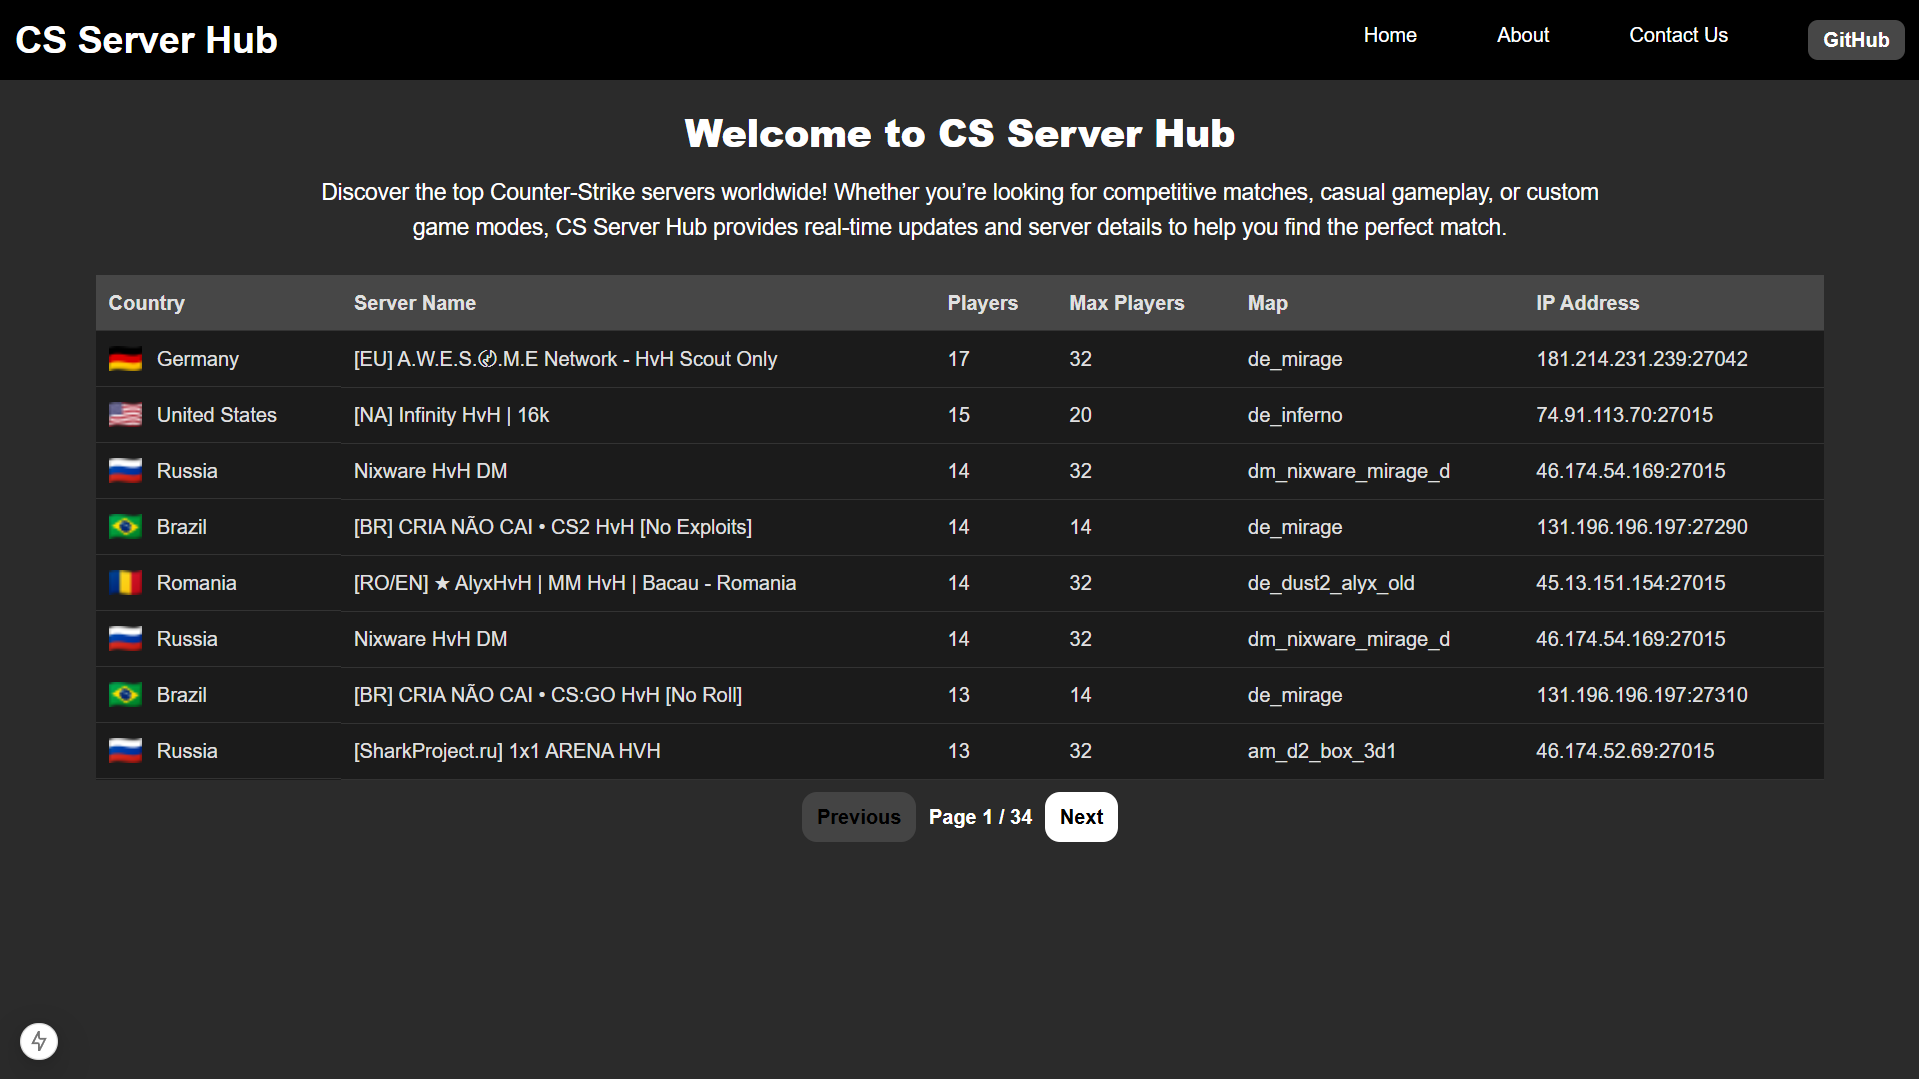 CS Server Hub
Home About Contact Us GitHub
Welcome to CS Server Hub
Discover the top Counter-Strike servers worldwide! Whether you’re looking for competitive matches, casual gameplay, or custom
game modes, CS Server Hub provides real-time updates and server details to help you find the perfect match.
Country Server Name Players Max Players Map IP Address
Germany [EU] A.W.E.S.🄯.M.E Network - HvH Scout Only 17 32 de_mirage 181.214.231.239:27042
United States [NA] Infinity HvH | 16k 15 20 de_inferno 74.91.113.70:27015
Russia Nixware HvH DM 14 32 dm_nixware_mirage_d 46.174.54.169:27015
Brazil [BR] CRIA NÃO CAI • CS2 HvH [No Exploits] 14 14 de_mirage 131.196.196.197:27290
Romania [RO/EN] ★ AlyxHvH | MM HvH | Bacau - Romania 14 32 de_dust2_alyx_old 45.13.151.154:27015
Russia Nixware HvH DM 14 32 dm_nixware_mirage_d 46.174.54.169:27015
Brazil [BR] CRIA NÃO CAI • CS:GO HvH [No Roll] 13 14 de_mirage 131.196.196.197:27310
Russia [SharkProject.ru] 1x1 ARENA HVH 13 32 am_d2_box_3d1 46.174.52.69:27015
Previous Page 1 / 34 Next